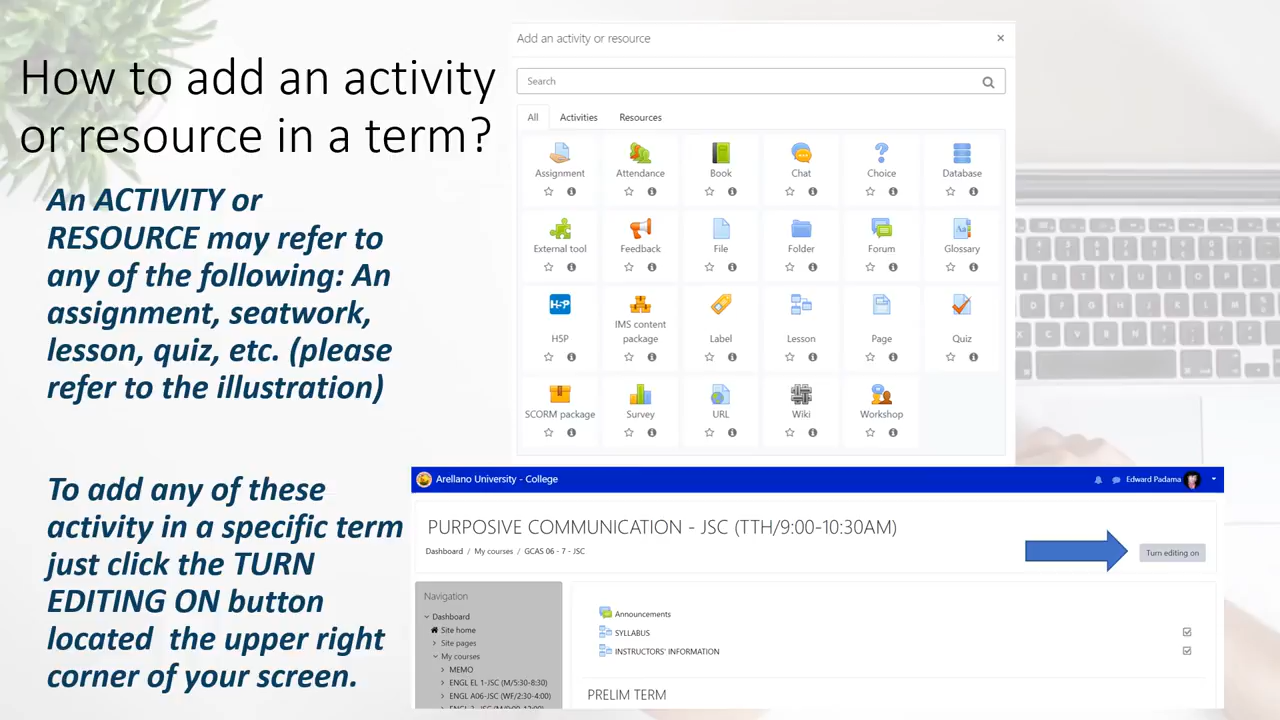 How to add an activity
or resource in a term?
An ACTIVITY or
RESOURCE may refer to
any of the following: An
assignment, seatwork,
lesson, quiz, etc. (please
refer to the illustration)
To add any of these
activity in a specific term
just click the TURN
EDITING ON button
located  the upper right
corner of your screen.
Add an activity or resource ×
Search
All Activities Resources
Assignment Attendance Book Chat Choice Database
External tool Feedback File Folder Forum Glossary
H5P IMS content package Label Lesson Page Quiz
SCORM package Survey URL Wiki Workshop
Arellano University - College Edward Padama
PURPOSIVE COMMUNICATION - JSC (TTH/9:00-10:30AM)
Dashboard / My courses / GCAS 06 - 7 - JSC
Turn editing on
Navigation
Dashboard
Site home
Site pages
My courses
MEMO
ENGL EL 1-JSC (M/5:30-8:30)
ENGL A06-JSC (WF/2:30-4:00)
Announcements
SYLLABUS
INSTRUCTORS' INFORMATION
PRELIM TERM